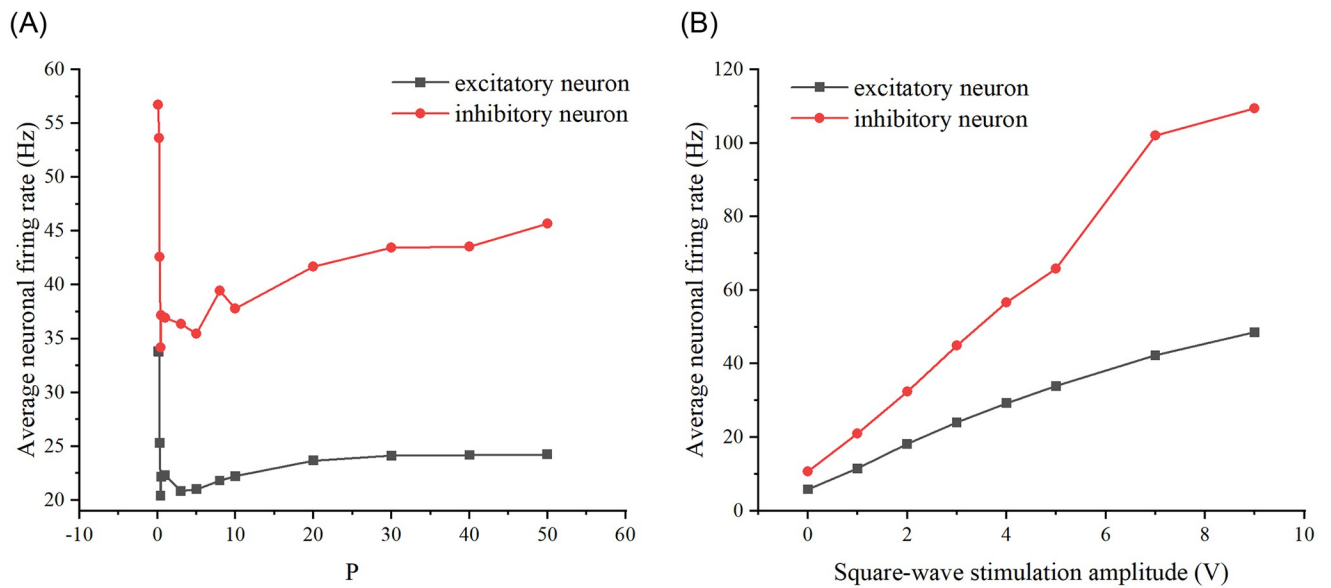 (A)
60
55
50
45
40
35
30
25
20
-10 0 10 20 30 40 50 60
Average neuronal firing rate (Hz)
P
excitatory neuron
inhibitory neuron
(B)
120
100
80
60
40
20
0
0 2 4 6 8 10
Average neuronal firing rate (Hz)
Square-wave stimulation amplitude (V)
excitatory neuron
inhibitory neuron